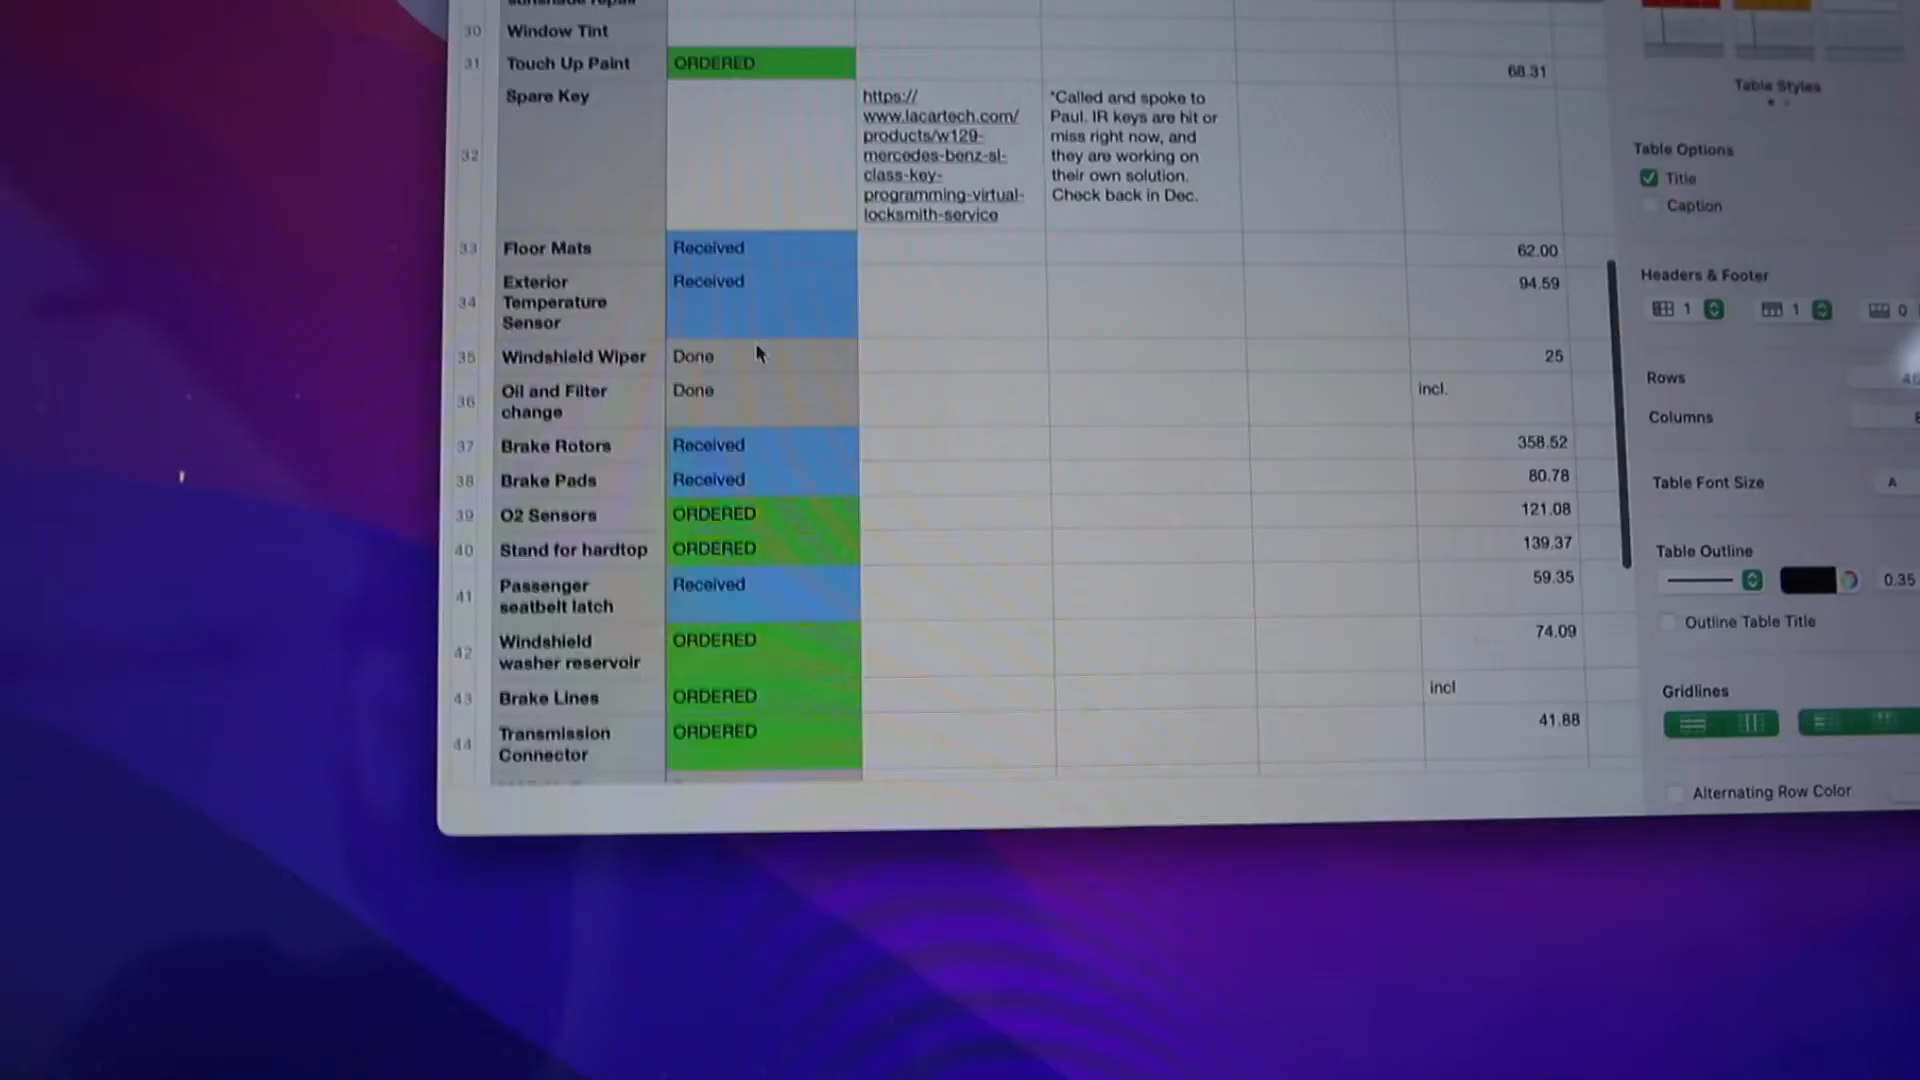 30 Window Tint
31 Touch Up Paint ORDERED 68.31
32 Spare Key
https://
www.lacartech.com/
products/w129-
mercedes-benz-sl-
class-key-
programming-virtual-
locksmith-service
*Called and spoke to
Paul. IR keys are hit or
miss right now, and
they are working on
their own solution.
Check back in Dec.
33 Floor Mats Received 62.00
34 Exterior Received 94.59
Temperature
Sensor
35 Windshield Wiper Done 25
36 Oil and Filter Done incl.
change
37 Brake Rotors Received 358.52
38 Brake Pads Received 80.78
39 O2 Sensors ORDERED 121.08
40 Stand for hardtop ORDERED 139.37
41 Passenger Received 59.35
seatbelt latch
42 Windshield ORDERED 74.09
washer reservoir
43 Brake Lines ORDERED incl
44 Transmission ORDERED 41.88
Connector
Table Styles
Table Options
Title
Caption
Headers & Footer
1 1 0
Rows
Columns
Table Font Size A
Table Outline
0.35
Outline Table Title
Gridlines
Alternating Row Color